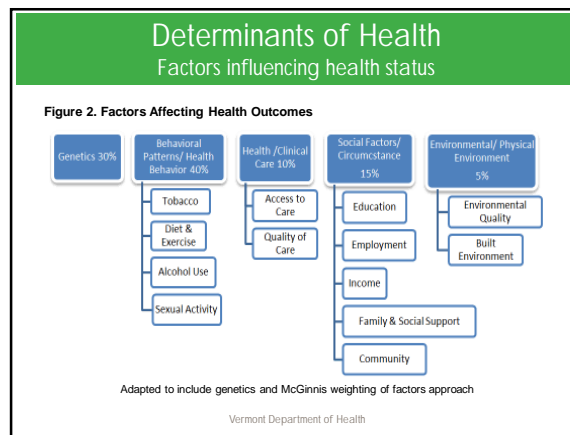 Determinants of Health
Factors influencing health status
Figure 2. Factors Affecting Health Outcomes
Genetics 30%
Behavioral
Patterns/ Health
Behavior 40%
Tobacco
Diet &
Exercise
Alcohol Use
Sexual Activity
Health /Clinical
Care 10%
Access to
Care
Quality of
Care
Social Factors/
Circumcstance
15%
Education
Employment
Income
Family & Social Support
Community
Environmental/ Physical
Environment
5%
Environmental
Quality
Built
Environment
Adapted to include genetics and McGinnis weighting of factors approach
Vermont Department of Health